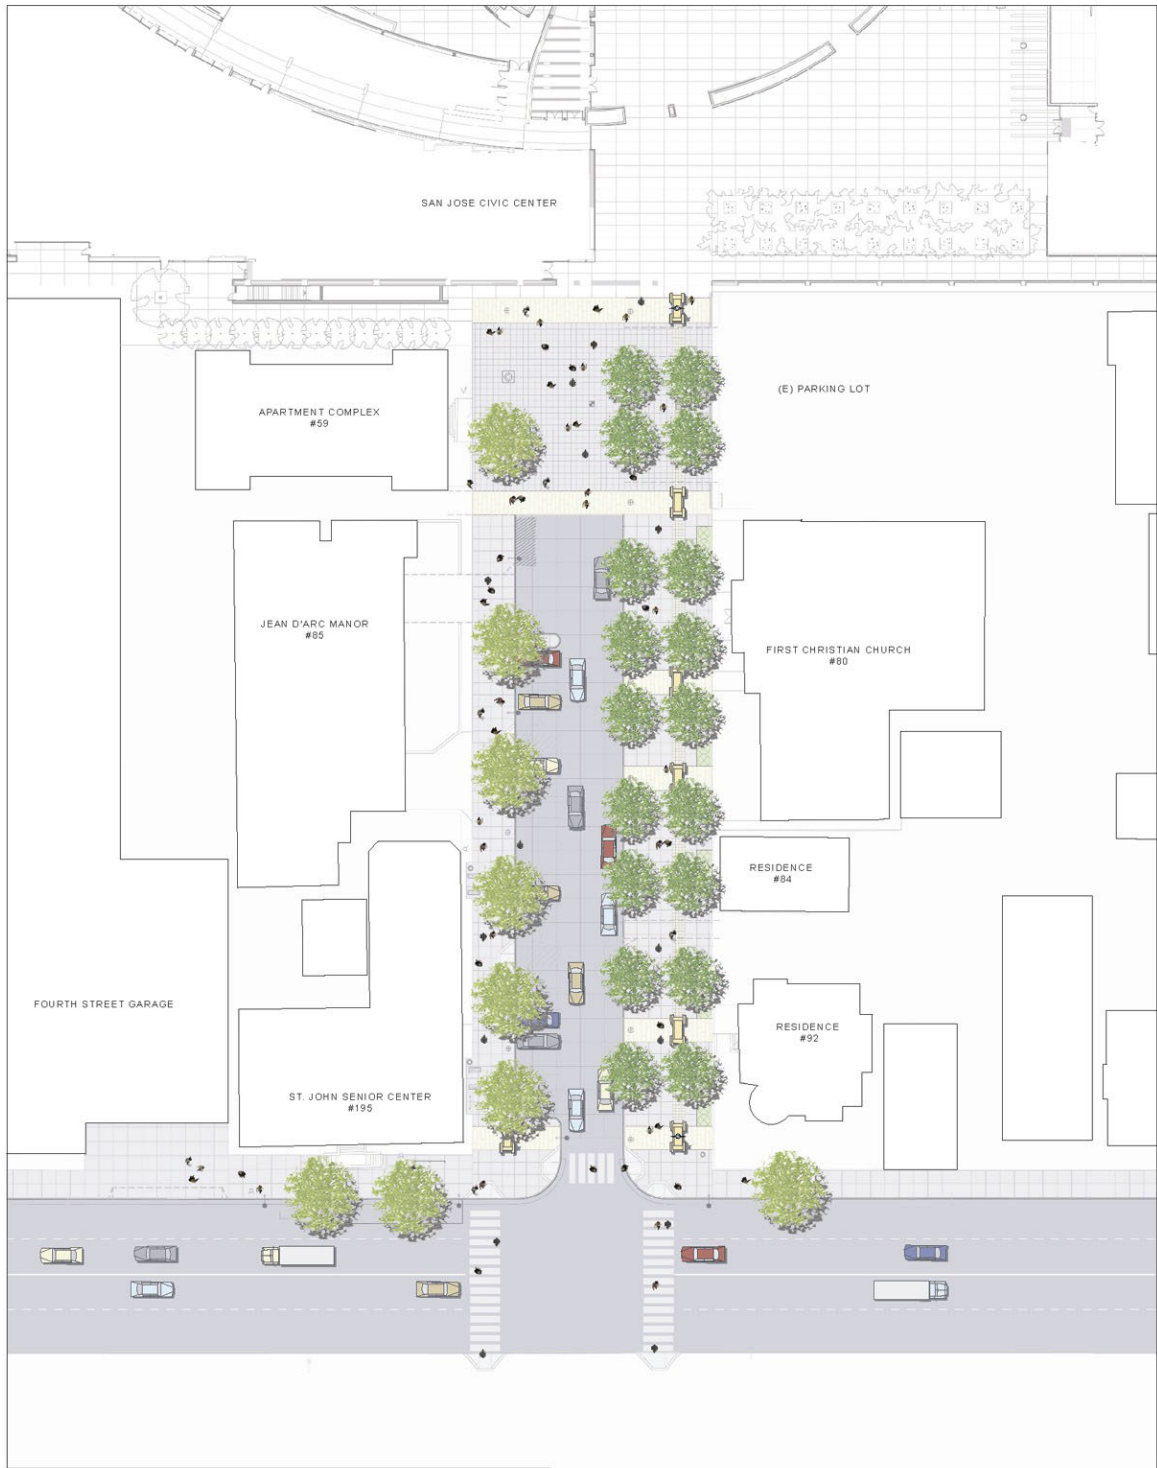 SAN JOSE CIVIC CENTER
(E) PARKING LOT
APARTMENT COMPLEX
#59
JEAN D'ARC MANOR
#85
FIRST CHRISTIAN CHURCH
#80
RESIDENCE
#84
FOURTH STREET GARAGE
RESIDENCE
#92
ST. JOHN SENIOR CENTER
#195